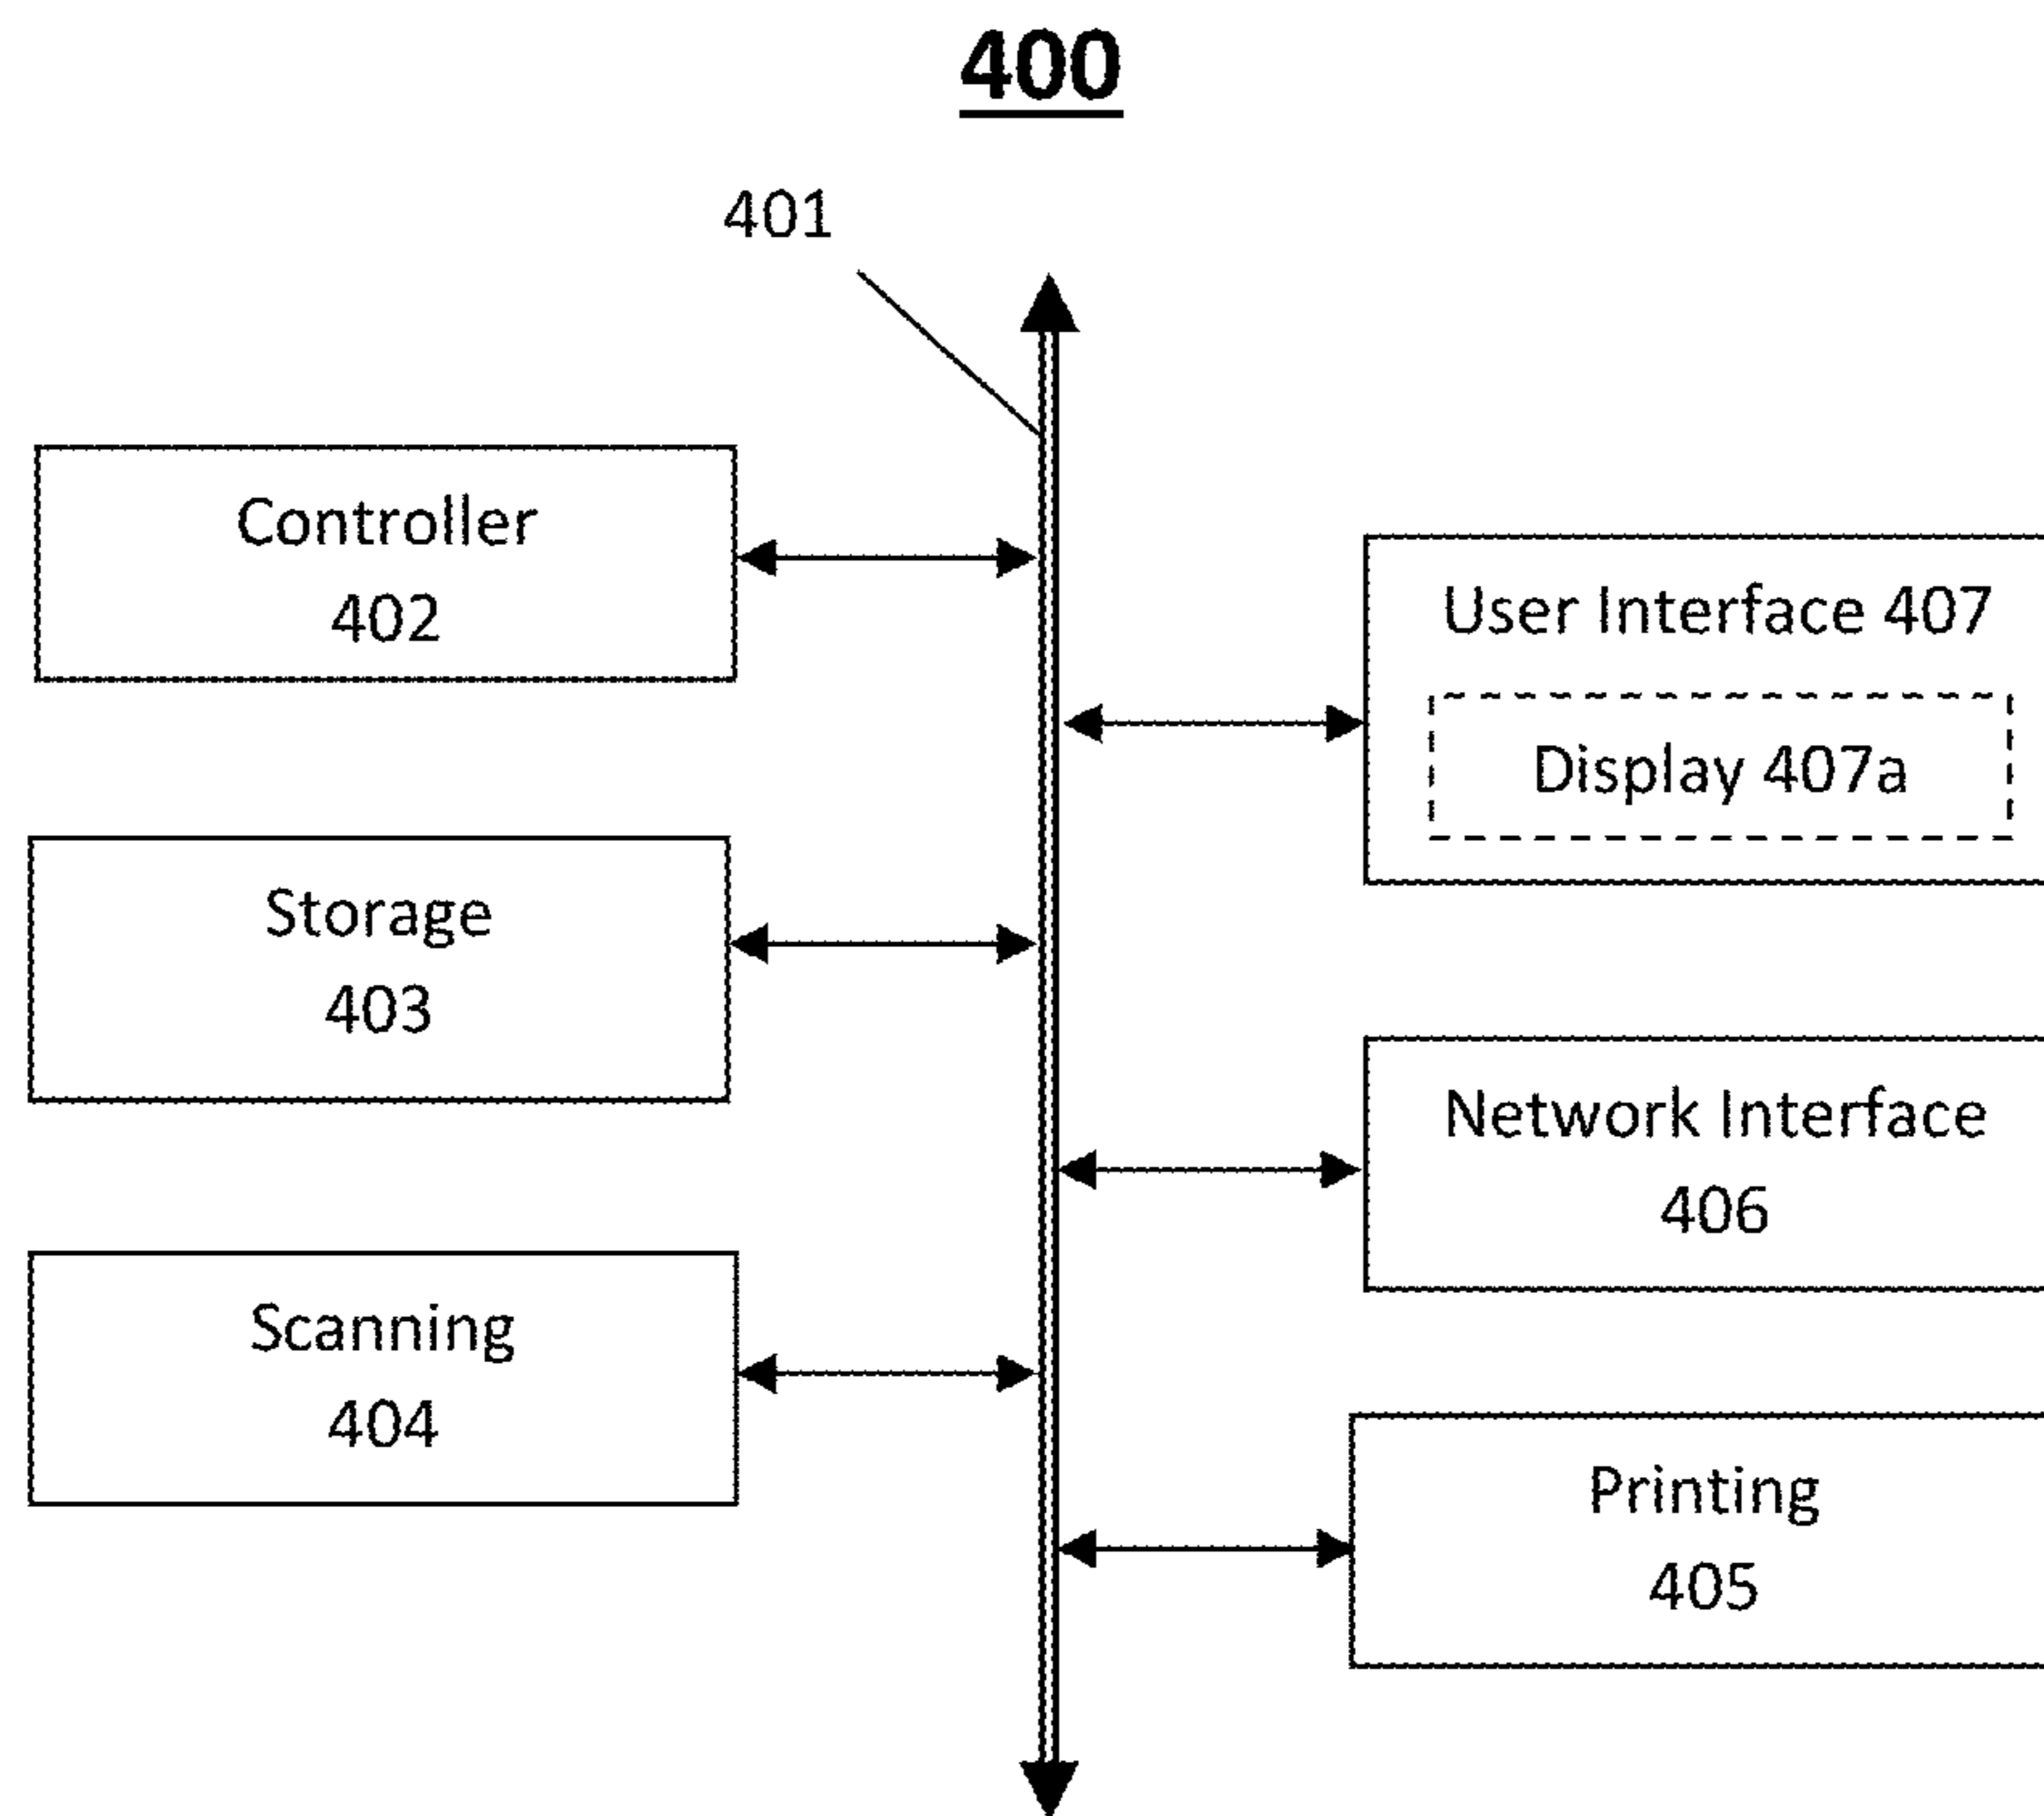 400
401
Controller
402
User Interface 407
Display 407a
Storage
403
Network Interface
406
Scanning
404
Printing
405